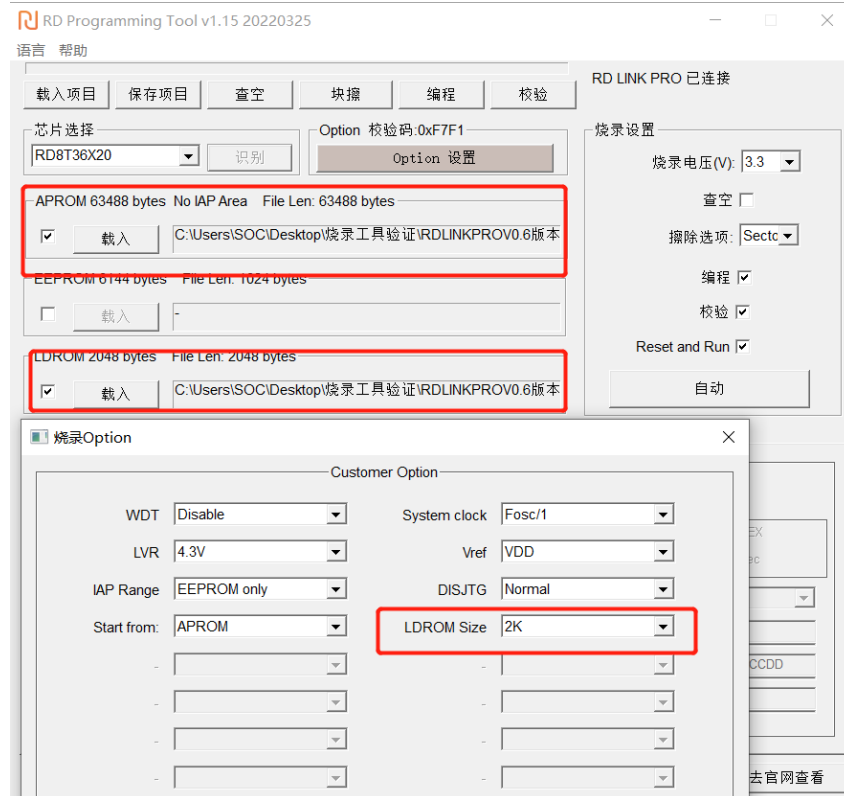 RD Programming Tool v1.15 20220325
语言 帮助
载入项目 保存项目 查空 块擦 编程 校验
RD LINK PRO 已连接
芯片选择
RD8T36X20
识别
Option 校验码:0xF7F1
Option 设置
烧录设置
烧录电压(V): 3.3
查空
擦除选项: Sectc
编程
校验
Reset and Run
自动
APROM 63488 bytes No IAP Area File Len: 63488 bytes
载入 C:\Users\SOC\Desktop\烧录工具验证\RDLINKPROV0.6版本
EEPROM 6144 bytes File Len: 1024 bytes
载入 -
LDROM 2048 bytes File Len: 2048 bytes
载入 C:\Users\SOC\Desktop\烧录工具验证\RDLINKPROV0.6版本
烧录Option
Customer Option
WDT Disable System clock Fosc/1
LVR 4.3V Vref VDD
IAP Range EEPROM only DISJTG Normal
Start from: APROM LDROM Size 2K
- -
- -
- -
- -
EX
ec
CCDD
去官网查看